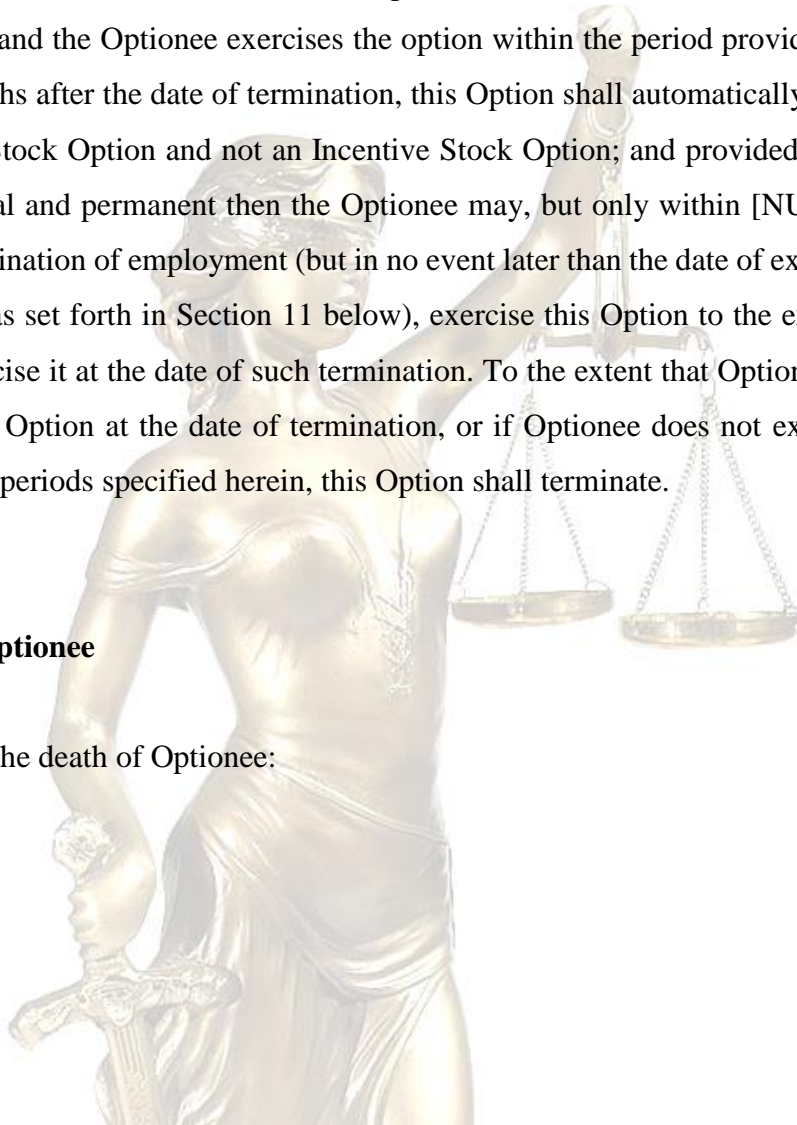 and the Optionee exercises the option within the period provid
hs after the date of termination, this Option shall automatically
Stock Option and not an Incentive Stock Option; and provided
al and permanent then the Optionee may, but only within [NU
ination of employment (but in no event later than the date of ex
as set forth in Section 11 below), exercise this Option to the e
cise it at the date of such termination. To the extent that Option
Option at the date of termination, or if Optionee does not ex
periods specified herein, this Option shall terminate.
ptionee
he death of Optionee: